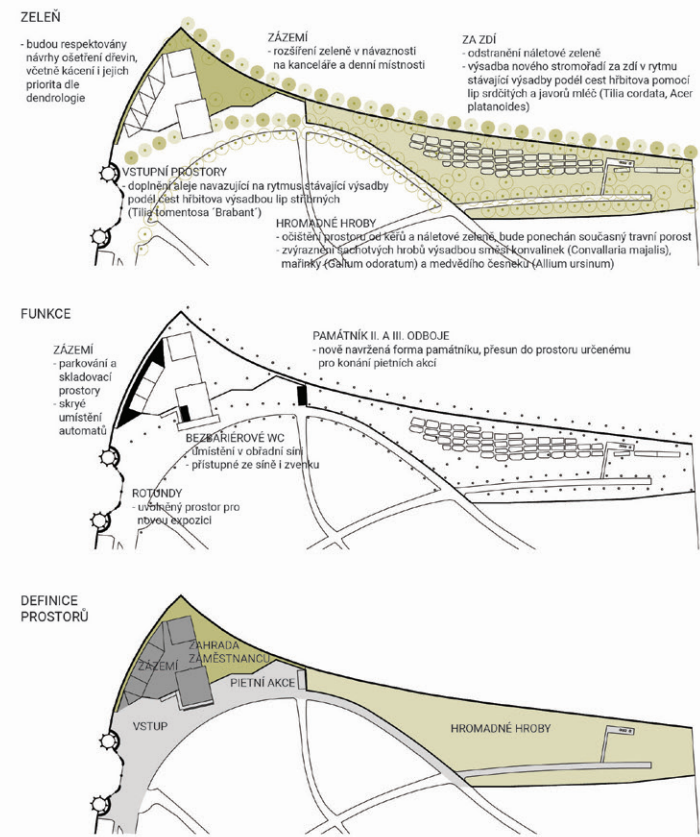 ZELEŇ
- budou respektovány
návrhy ošetření dřevin,
včetně kácení i jejich
priorita dle
dendrologie
ZÁZEMÍ
- rozšíření zeleně v návaznosti
na kanceláře a denní místnosti
ZA ZDÍ
- odstranění náletové zeleně
- výsadba nového stromořadí za zdí v rytmu
stávající výsadby podél cest hřbitova pomocí
lip srdčitých a javorů mléč (Tilia cordata, Acer
platanoides)
VSTUPNÍ PROSTORY
- doplnění aleje navazující na rytmus stávající výsadby
podél cest hřbitova výsadbou lip stříbrných
(Tilia tomentosa ´Brabant´)
HROMADNÉ HROBY
- očištění prostoru od keřů a náletové zeleně, bude ponechán současný travní porost
- zvýraznění šachotvých hrobů výsadbou směsi konvalinek (Convallaria majalis),
mařinky (Galium odoratum) a medvědího česneku (Allium ursinum)
FUNKCE
ZÁZEMÍ
- parkování a
skladovací
prostory
- skryé
umístění
automatů
PAMÁTNÍK II. A III. ODBOJE
- nově navržená forma památníku, přesun do prostoru určenému
pro konání pietních akcí
BEZBARIÉROVÉ WC
- umístění v obřadní síni
- přístupné ze síně i zvenku
ROTUNDY
- uvolněný prostor pro
novou expozici
DEFINICE
PROSTORŮ
ZAHRADA
ZAMĚSTNANCŮ
ZÁZEMÍ
PIETNÍ AKCE
VSTUP
HROMADNÉ HROBY